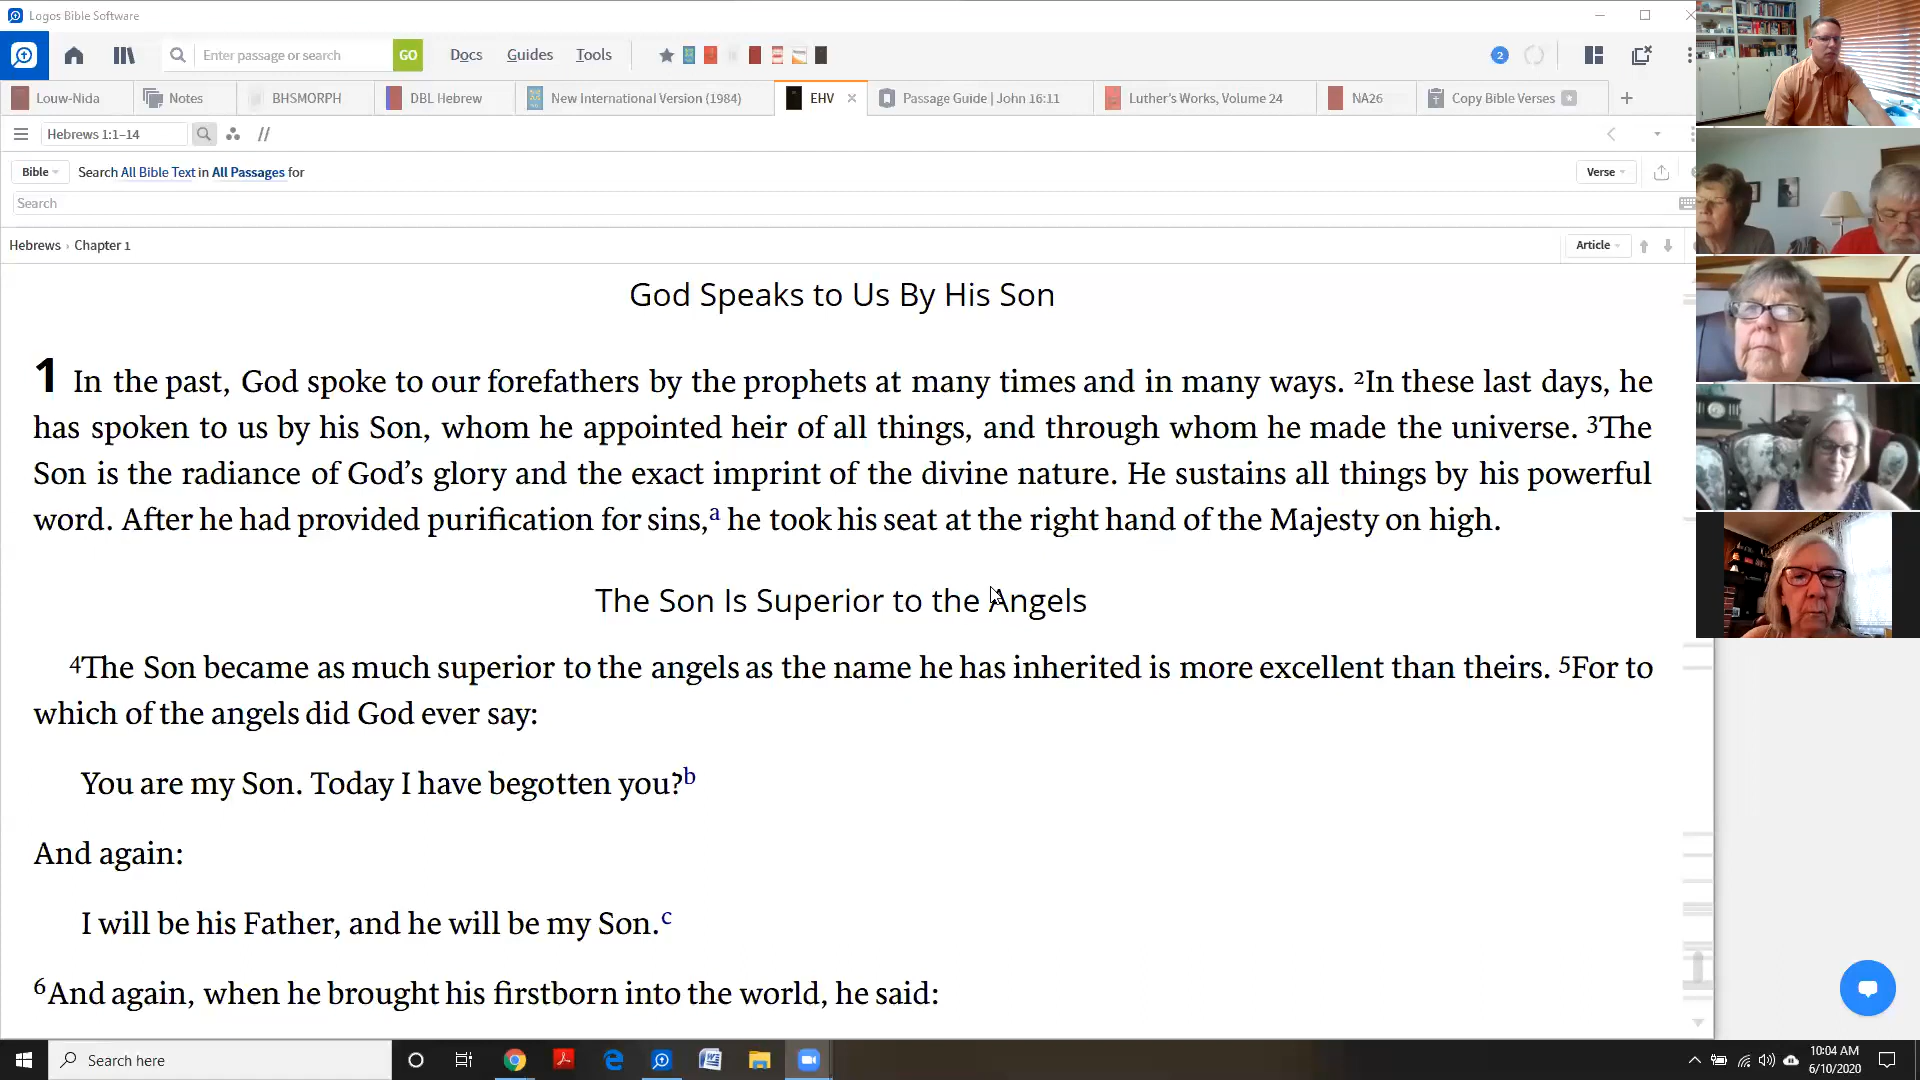 Logos Bible Software
Enter passage or search GO Docs Guides Tools 2
Louw-Nida Notes BHSMORPH DBL Hebrew New International Version (1984) EHV Passage Guide | John 16:11 Luther's Works, Volume 24 NA26 Copy Bible Verses
Hebrews 1:1–14
Bible Search All Bible Text in All Passages for Verse
Search
Hebrews › Chapter 1 Article
God Speaks to Us By His Son
1 In the past, God spoke to our forefathers by the prophets at many times and in many ways. 2In these last days, he
has spoken to us by his Son, whom he appointed heir of all things, and through whom he made the universe. 3The
Son is the radiance of God’s glory and the exact imprint of the divine nature. He sustains all things by his powerful
word. After he had provided purification for sins,a he took his seat at the right hand of the Majesty on high.
The Son Is Superior to the Angels
4The Son became as much superior to the angels as the name he has inherited is more excellent than theirs. 5For to
which of the angels did God ever say:
You are my Son. Today I have begotten you?b
And again:
I will be his Father, and he will be my Son.c
6And again, when he brought his firstborn into the world, he said:
Search here
10:04 AM
6/10/2020